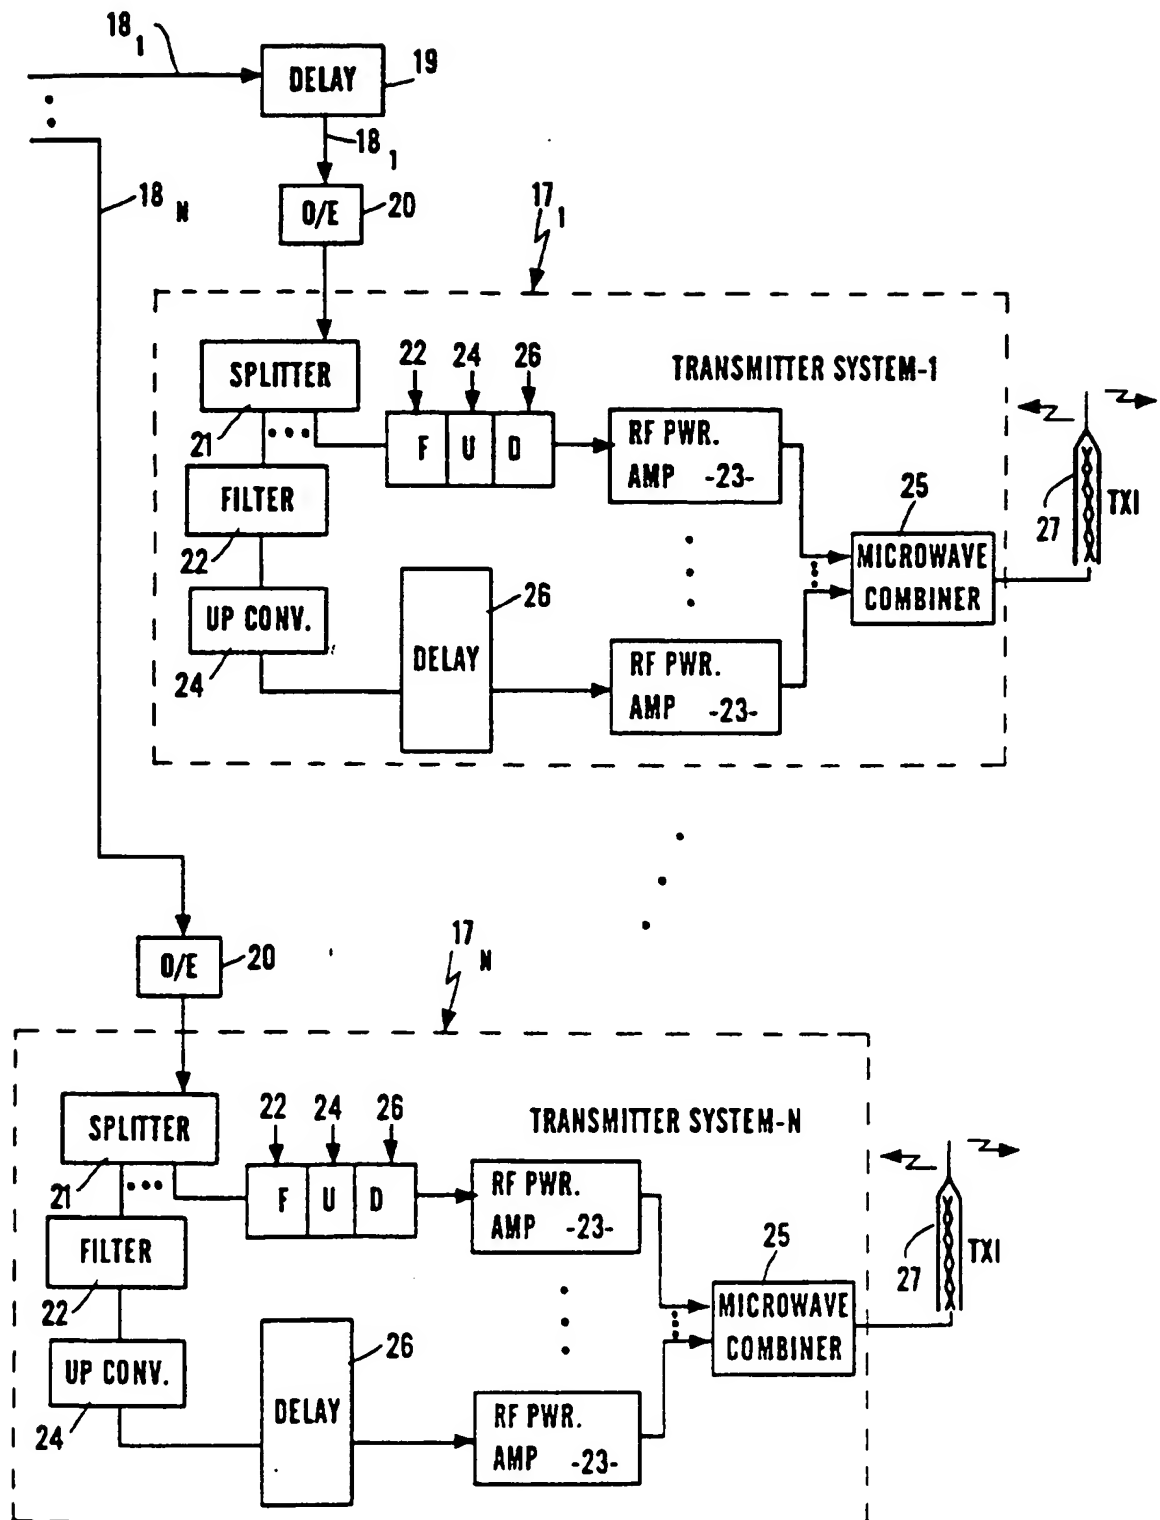 18 1
DELAY
19
18 1
O/E
20
18 N
17 1
SPLITTER
21
22 24 26
F U D
TRANSMITTER SYSTEM-1
RF PWR.
AMP -23-
FILTER
22
UP CONV.
24
DELAY
26
RF PWR.
AMP -23-
25
MICROWAVE
COMBINER
27
TX1
O/E
20
17 N
SPLITTER
21
22 24 26
F U D
TRANSMITTER SYSTEM-N
RF PWR.
AMP -23-
FILTER
22
UP CONV.
24
DELAY
26
RF PWR.
AMP -23-
25
MICROWAVE
COMBINER
27
TX1